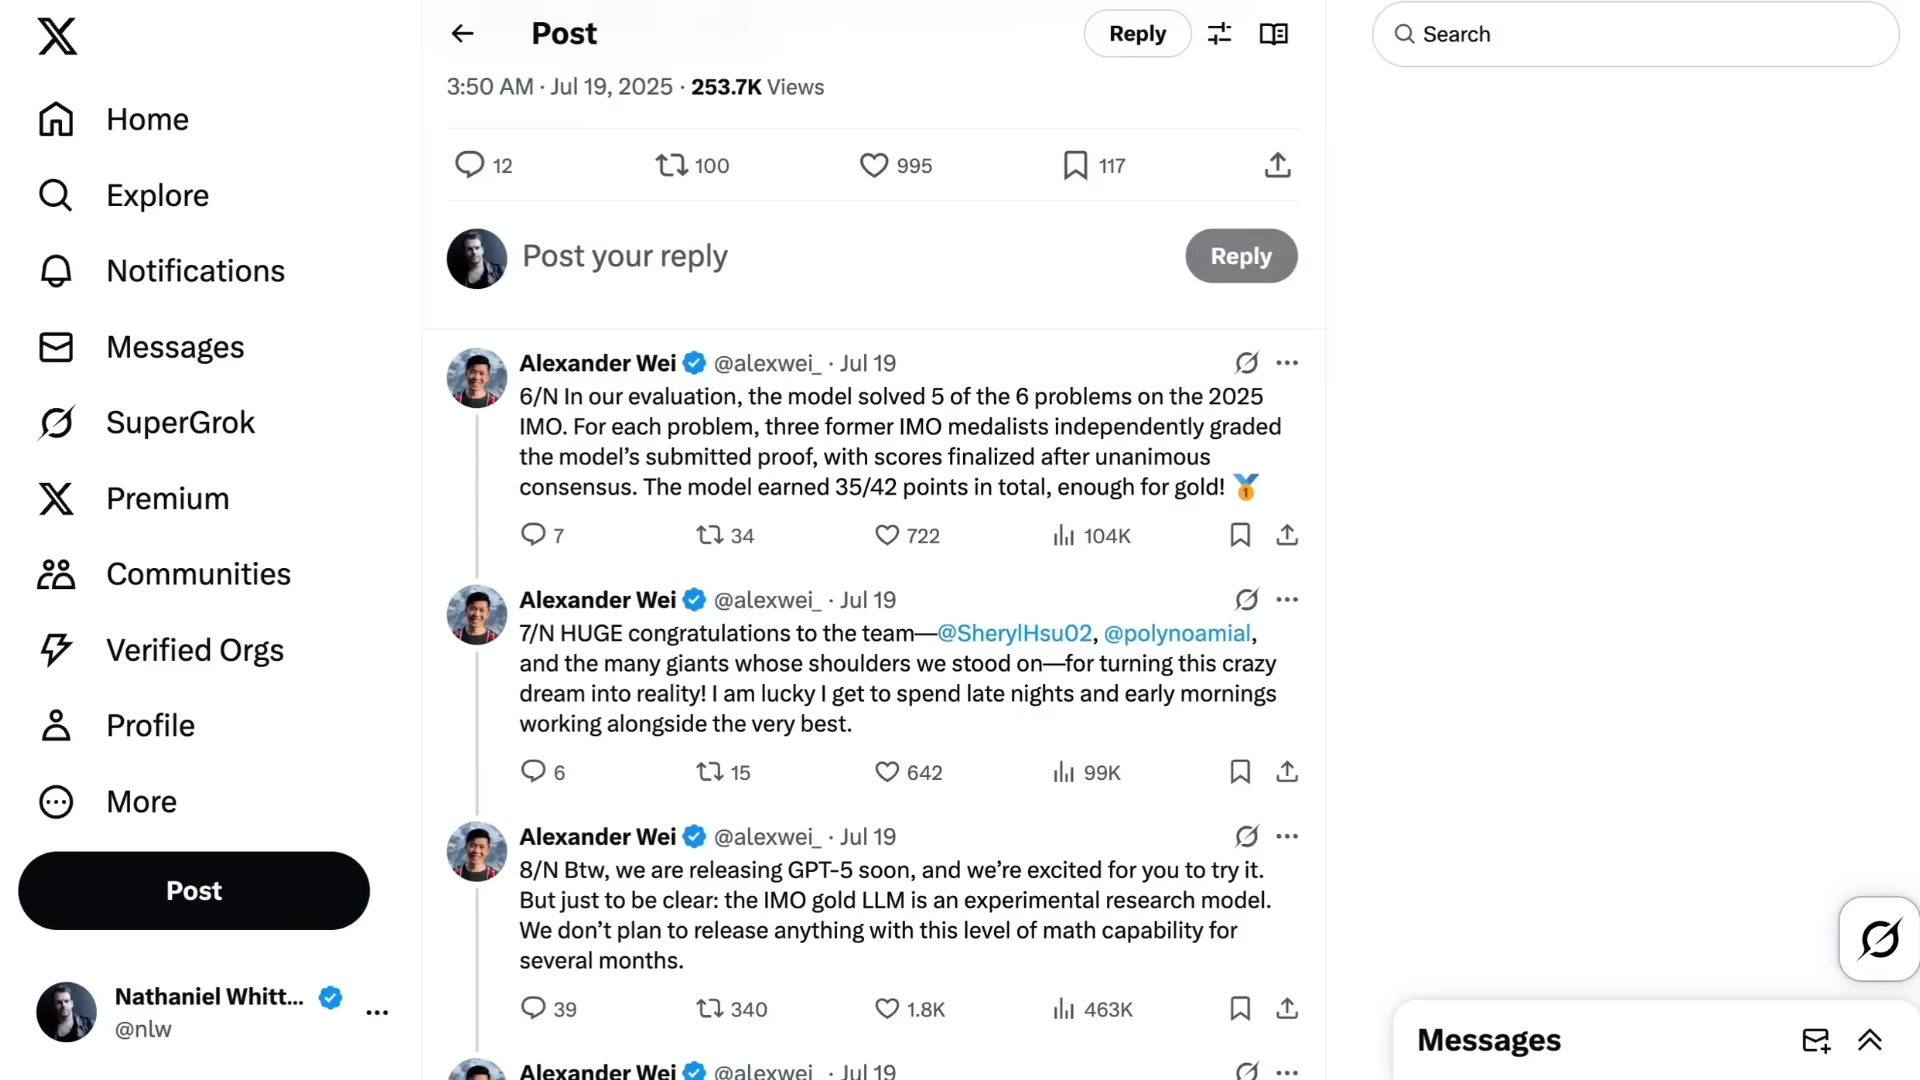 Home
Explore
Notifications
Messages
SuperGrok
Premium
Communities
Verified Orgs
Profile
More
Post
Nathaniel Whitt...
@nlw
Post
Reply
3:50 AM · Jul 19, 2025 · 253.7K Views
12 100 995 117
Post your reply
Reply
Alexander Wei @alexwei_ · Jul 19
6/N In our evaluation, the model solved 5 of the 6 problems on the 2025
IMO. For each problem, three former IMO medalists independently graded
the model’s submitted proof, with scores finalized after unanimous
consensus. The model earned 35/42 points in total, enough for gold! 🥇
7 34 722 104K
Alexander Wei @alexwei_ · Jul 19
7/N HUGE congratulations to the team—@SherylHsu02, @polynoamial,
and the many giants whose shoulders we stood on—for turning this crazy
dream into reality! I am lucky I get to spend late nights and early mornings
working alongside the very best.
6 15 642 99K
Alexander Wei @alexwei_ · Jul 19
8/N Btw, we are releasing GPT-5 soon, and we’re excited for you to try it.
But just to be clear: the IMO gold LLM is an experimental research model.
We don’t plan to release anything with this level of math capability for
several months.
39 340 1.8K 463K
Alexander Wei @alexwei_ · Jul 19
Search
Messages